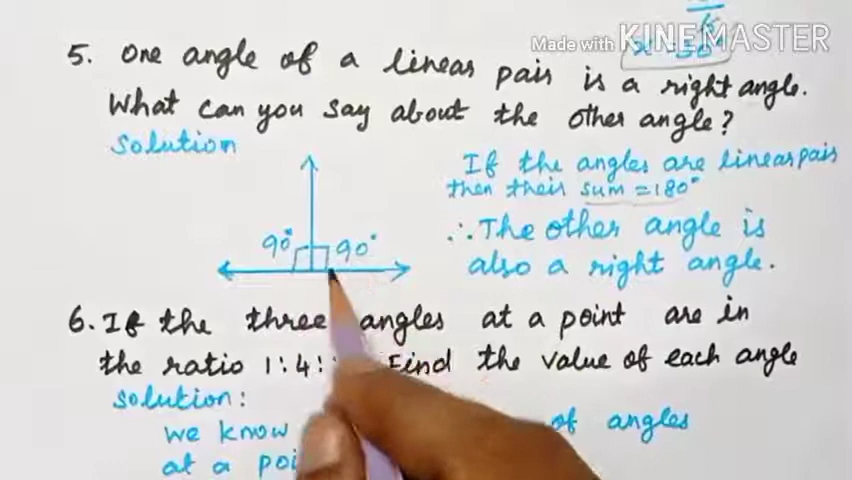 Made with KINEMASTER
x = 30°
5. One angle of a linear pair is a right angle.
What can you say about the other angle?
Solution
If the angles are linear pair
then their sum = 180°
90° 90°
∴ The other angle is
also a right angle.
6. If the three angles at a point are in
the ratio 1:4: Find the value of each angle
solution:
we know of angles
at a poi